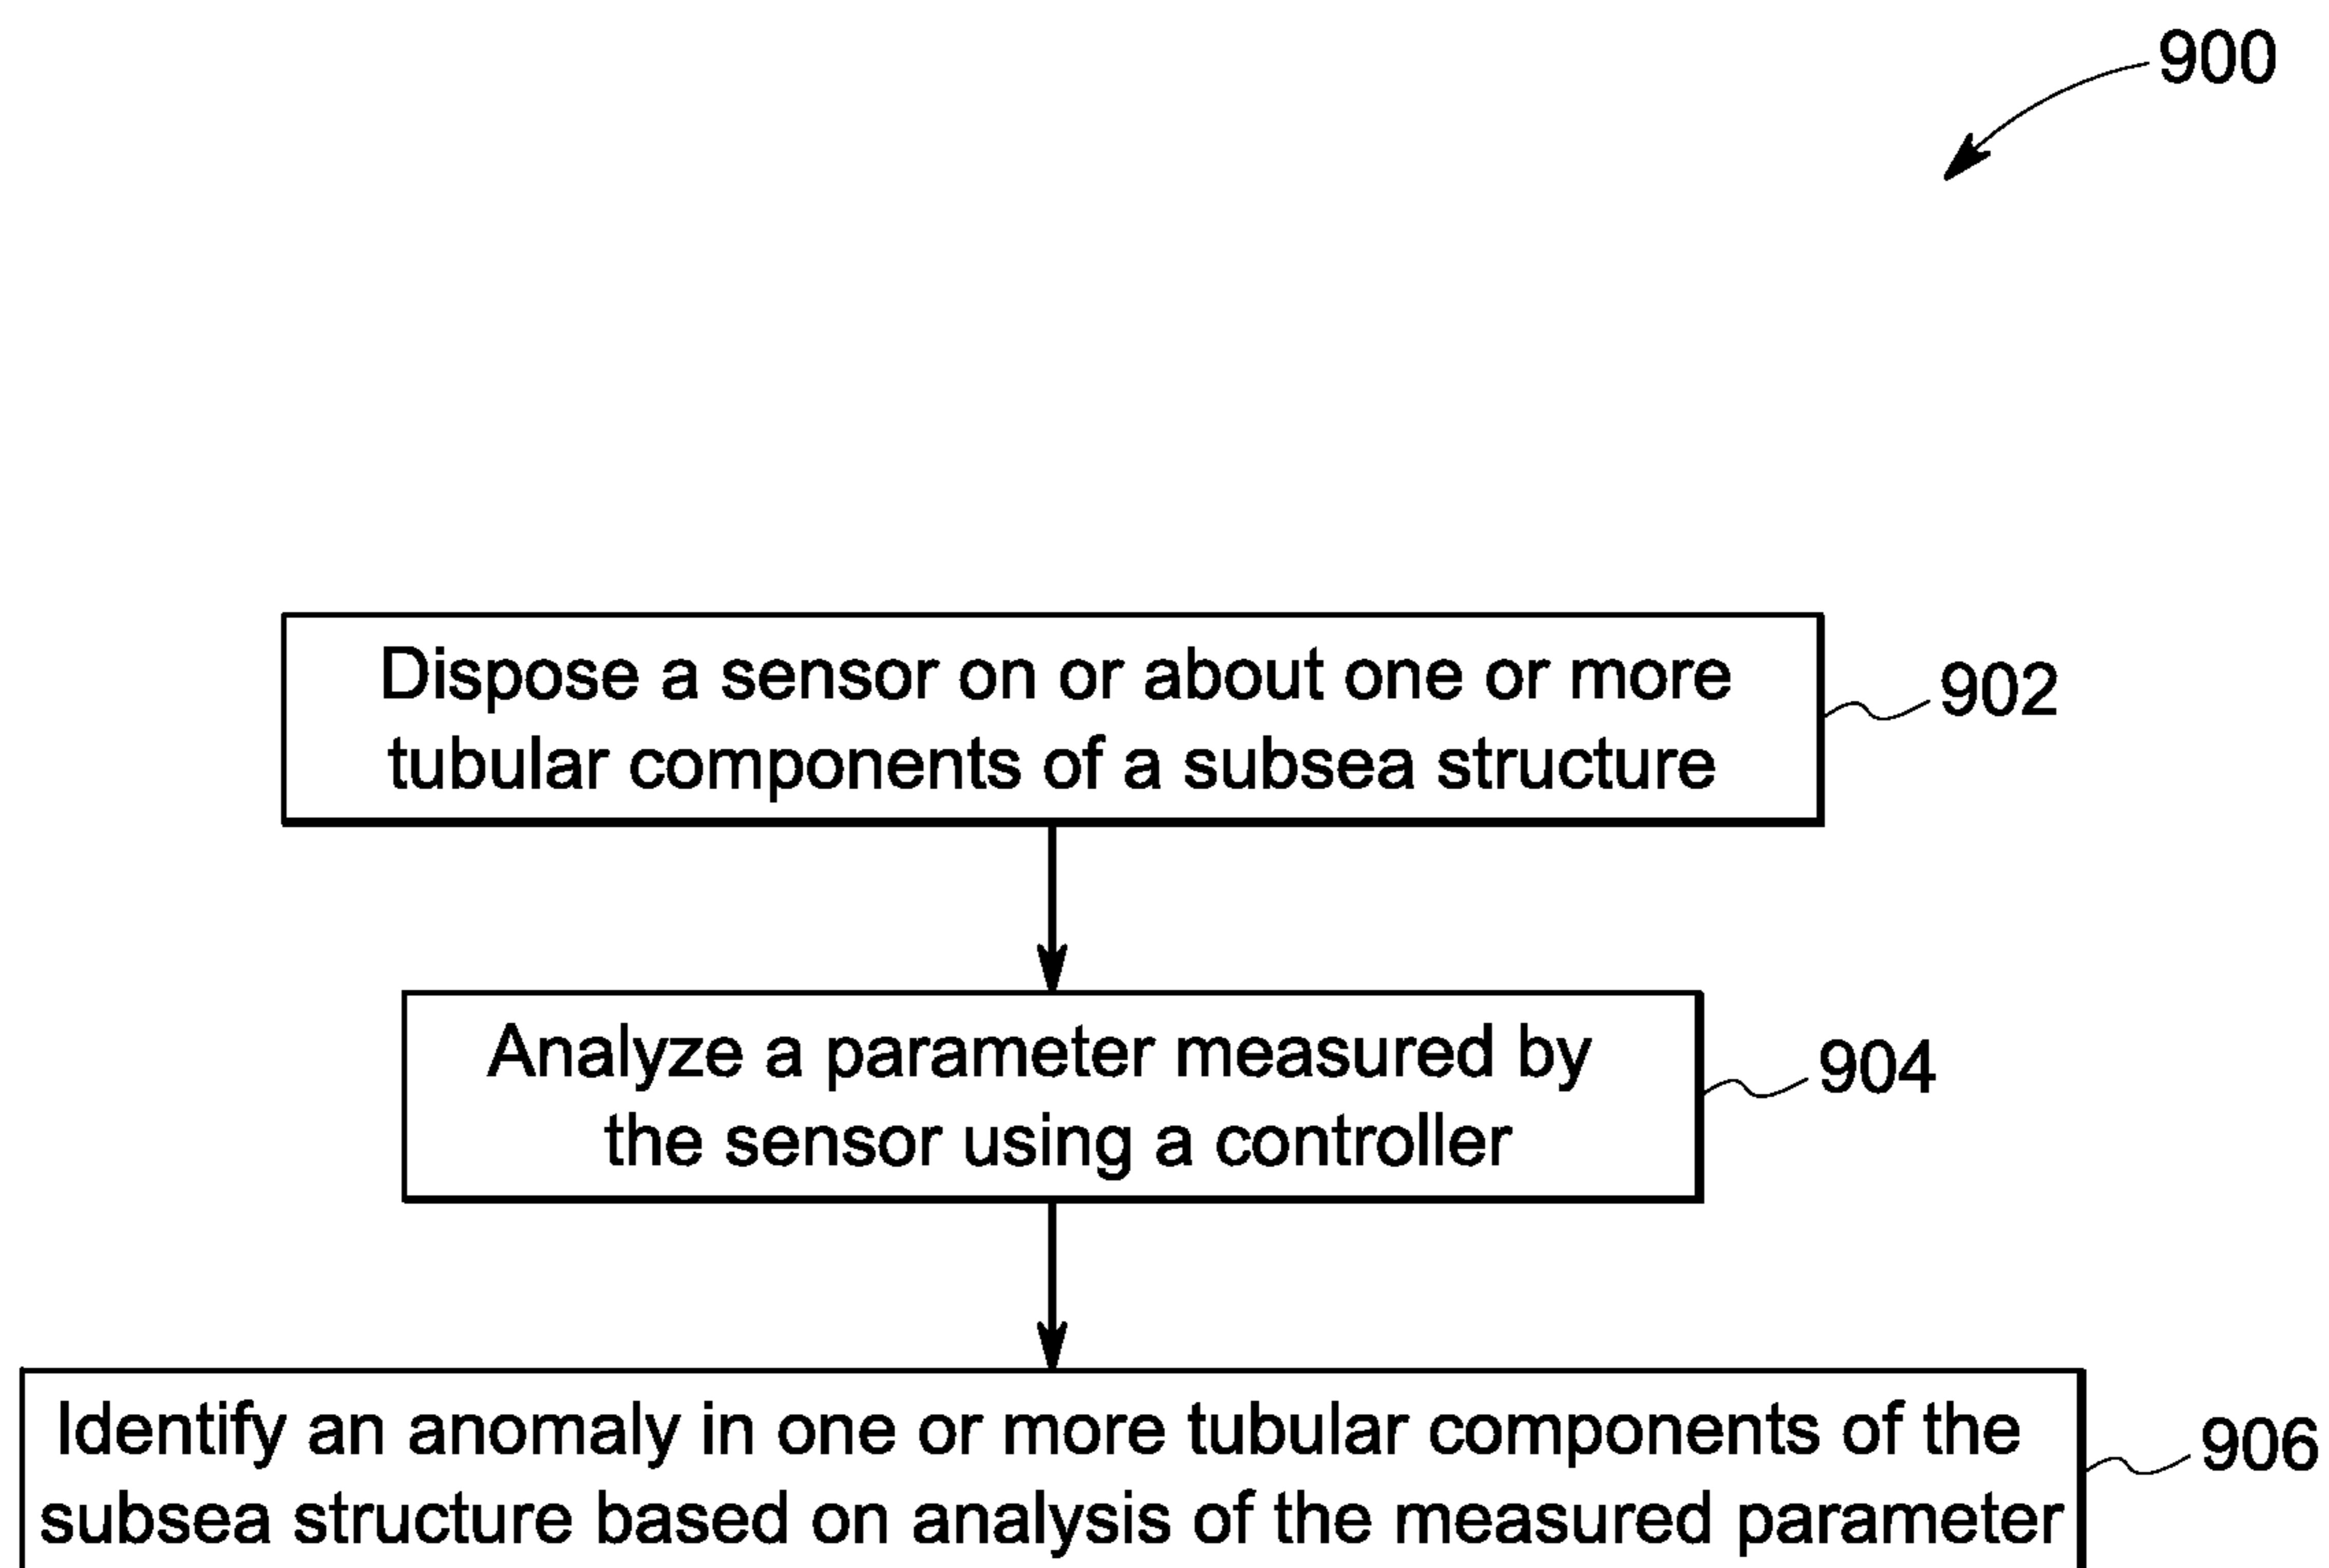 900
Dispose a sensor on or about one or more
tubular components of a subsea structure
902
Analyze a parameter measured by
the sensor using a controller
904
Identify an anomaly in one or more tubular components of the
subsea structure based on analysis of the measured parameter
906